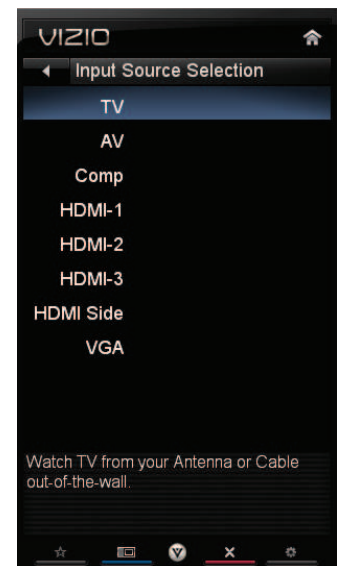 VIZIO
Input Source Selection
TV
AV
Comp
HDMI-1
HDMI-2
HDMI-3
HDMI Side
VGA
Watch TV from your Antenna or Cable
out-of-the-wall.
V